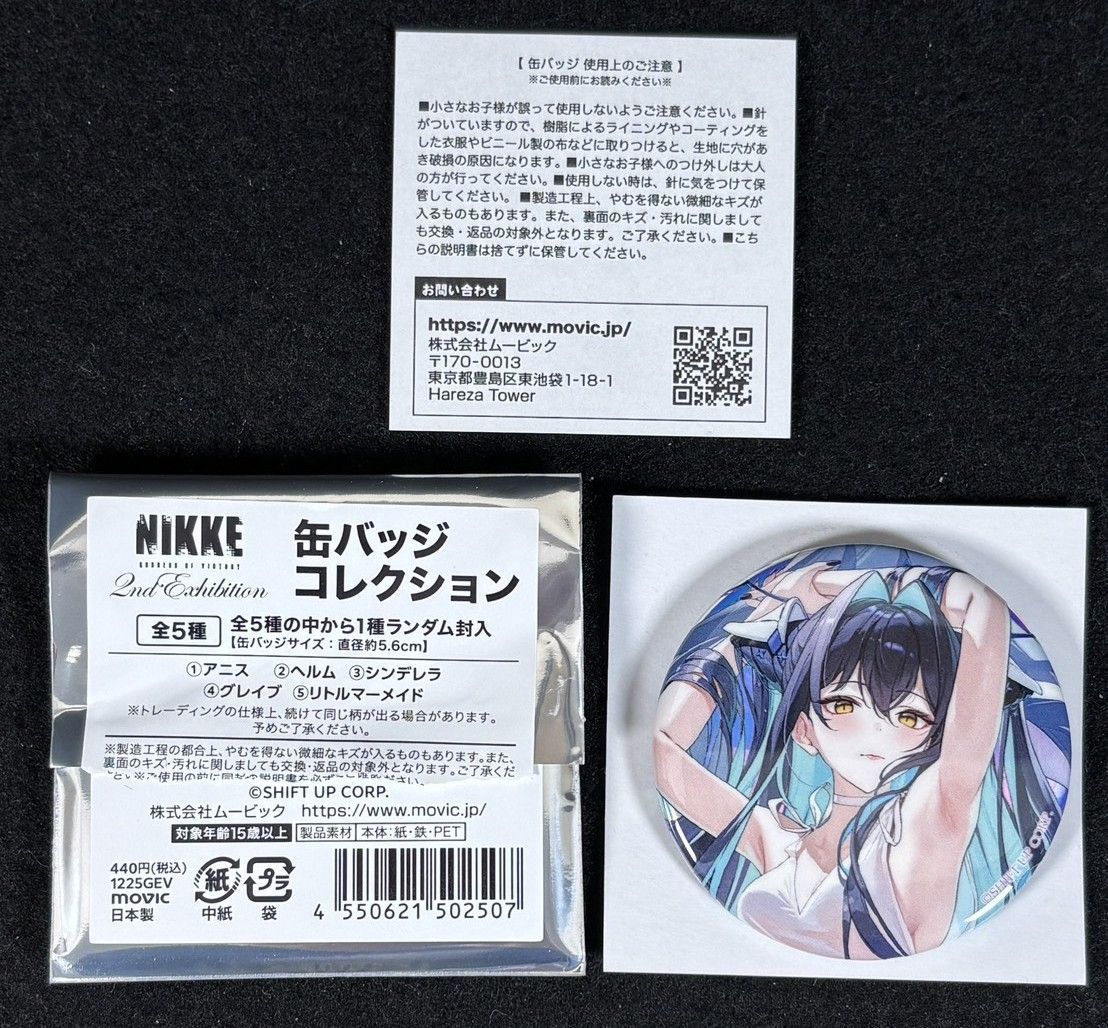 【 缶バッジ 使用上のご注意 】
※ご使用前にお読みください※
■小さなお子様が誤って使用しないようご注意ください。■針
がついていますので、樹脂によるライニングやコーティングを
した衣服やビニール製の布などに取りつけると、生地に穴があ
き破損の原因になります。■小さなお子様へのつけ外しは大人
の方が行ってください。■使用しない時は、針に気をつけて保
管してください。■製造工程上、やむを得ない微細なキズが
入るものもあります。また、裏面のキズ・汚れに関しまして
も交換・返品の対象外となります。ご了承ください。■こち
らの説明書は捨てずに保管してください。
お問い合わせ
https://www.movic.jp/
株式会社ムービック
〒170-0013
東京都豊島区東池袋1-18-1
Hareza Tower
NIKKE
GODDESS OF VICTORY
2nd Exhibition
缶バッジ
コレクション
全5種
全5種の中から1種ランダム封入
【缶バッジサイズ：直径約5.6cm】
①アニス ②ヘルム ③シンデレラ
④グレイブ ⑤リトルマーメイド
※トレーディングの仕様上、続けて同じ柄が出る場合があります。
予めご了承ください。
※製造工程の都合上、やむを得ない微細なキズが入るものもあります。また、
裏面のキズ・汚れに関しましても交換・返品の対象外となります。ご了承くだ
※ご使用の前に同封の説明書を必ず
©SHIFT UP CORP.
株式会社ムービック https://www.movic.jp/
対象年齢15歳以上 製品素材 本体：紙・鉄・PET
440円(税込)
1225GEV
movic
日本製
紙
中紙
プラ
袋
4 550621 502507
©SHIFT UP CORP.